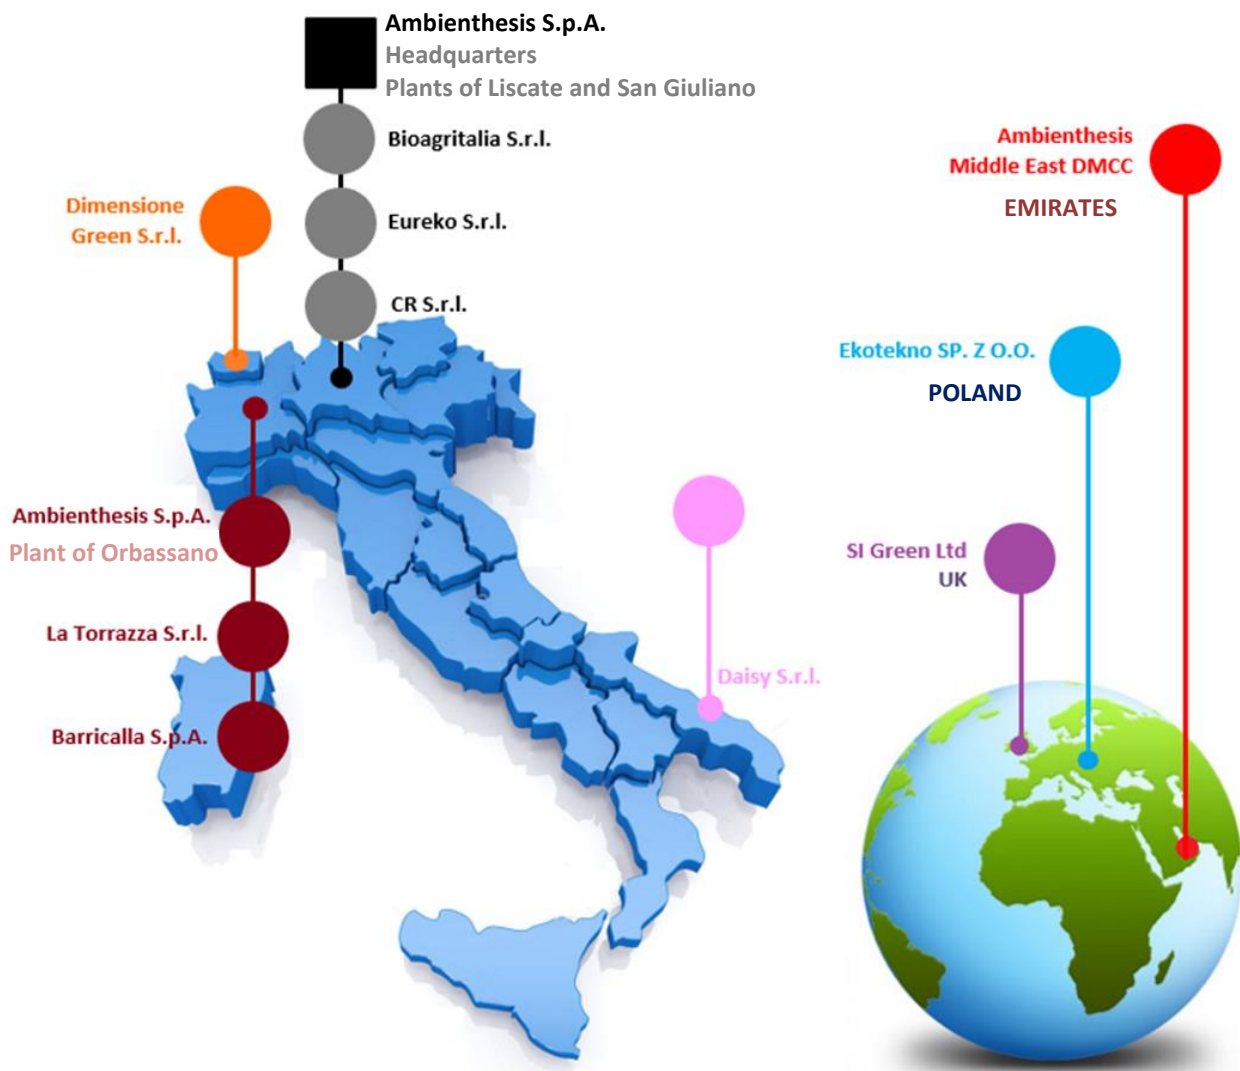 Ambienthesis S.p.A.
Headquarters
Plants of Liscate and San Giuliano
Bioagritalia S.r.l.
Eureko S.r.l.
CR S.r.l.
Dimensione
Green S.r.l.
Ambienthesis S.p.A.
Plant of Orbassano
La Torrazza S.r.l.
Barricalla S.p.A.
Daisy S.r.l.
Ambienthesis
Middle East DMCC
EMIRATES
Ekotekno SP. Z O.O.
POLAND
SI Green Ltd
UK